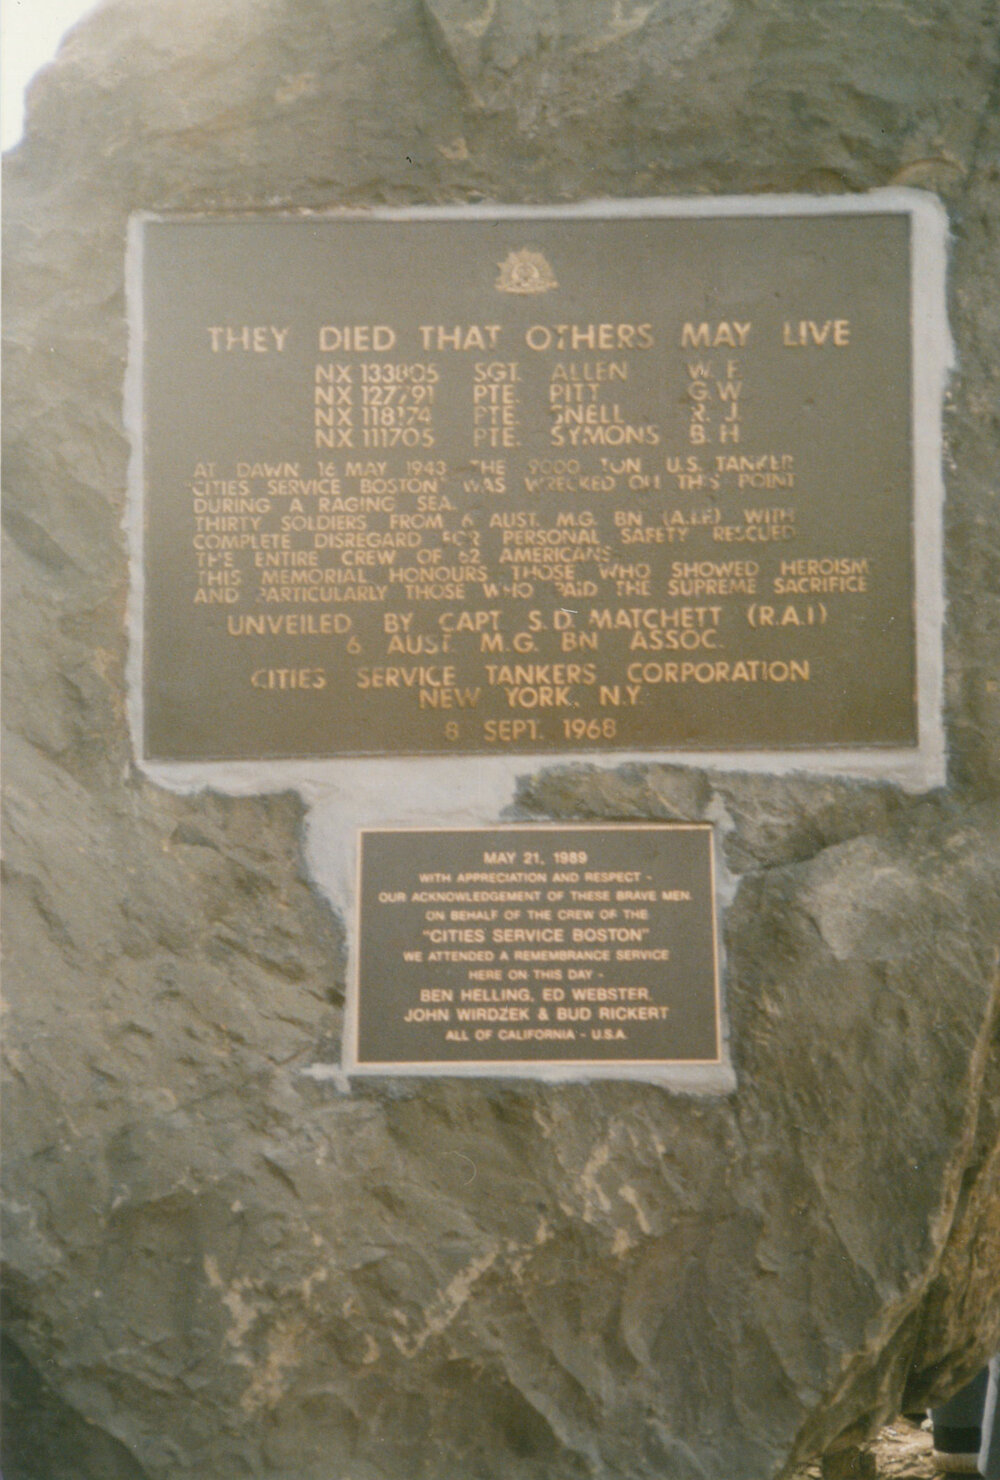 THEY DIED THAT OTHERS MAY LIVE
NX 133805 SGT. ALLEN W. F.
NX 127791 PTE. PITT G. W.
NX 118174 PTE. SNELL R. J.
NX 111705 PTE. SYMONS B. H.
AT DAWN 16 MAY 1943 THE 9000 TON U.S. TANKER
"CITIES SERVICE BOSTON" WAS WRECKED ON THIS POINT
DURING A RAGING SEA.
THIRTY SOLDIERS FROM 6 AUST. M.G. BN (A.I.F.) WITH
COMPLETE DISREGARD FOR PERSONAL SAFETY RESCUED
THE ENTIRE CREW OF 62 AMERICANS.
THIS MEMORIAL HONOURS THOSE WHO SHOWED HEROISM
AND PARTICULARLY THOSE WHO PAID THE SUPREME SACRIFICE
UNVEILED BY CAPT S.D. MATCHETT (R.A.I)
6 AUST. M.G. BN ASSOC.
CITIES SERVICE TANKERS CORPORATION
NEW YORK, N.Y.
8 SEPT. 1968
MAY 21, 1989
WITH APPRECIATION AND RESPECT -
OUR ACKNOWLEDGEMENT OF THESE BRAVE MEN.
ON BEHALF OF THE CREW OF THE
"CITIES SERVICE BOSTON"
WE ATTENDED A REMEMBRANCE SERVICE
HERE ON THIS DAY -
BEN HELLING, ED WEBSTER,
JOHN WIRDZEK & BUD RICKERT
ALL OF CALIFORNIA - U.S.A.